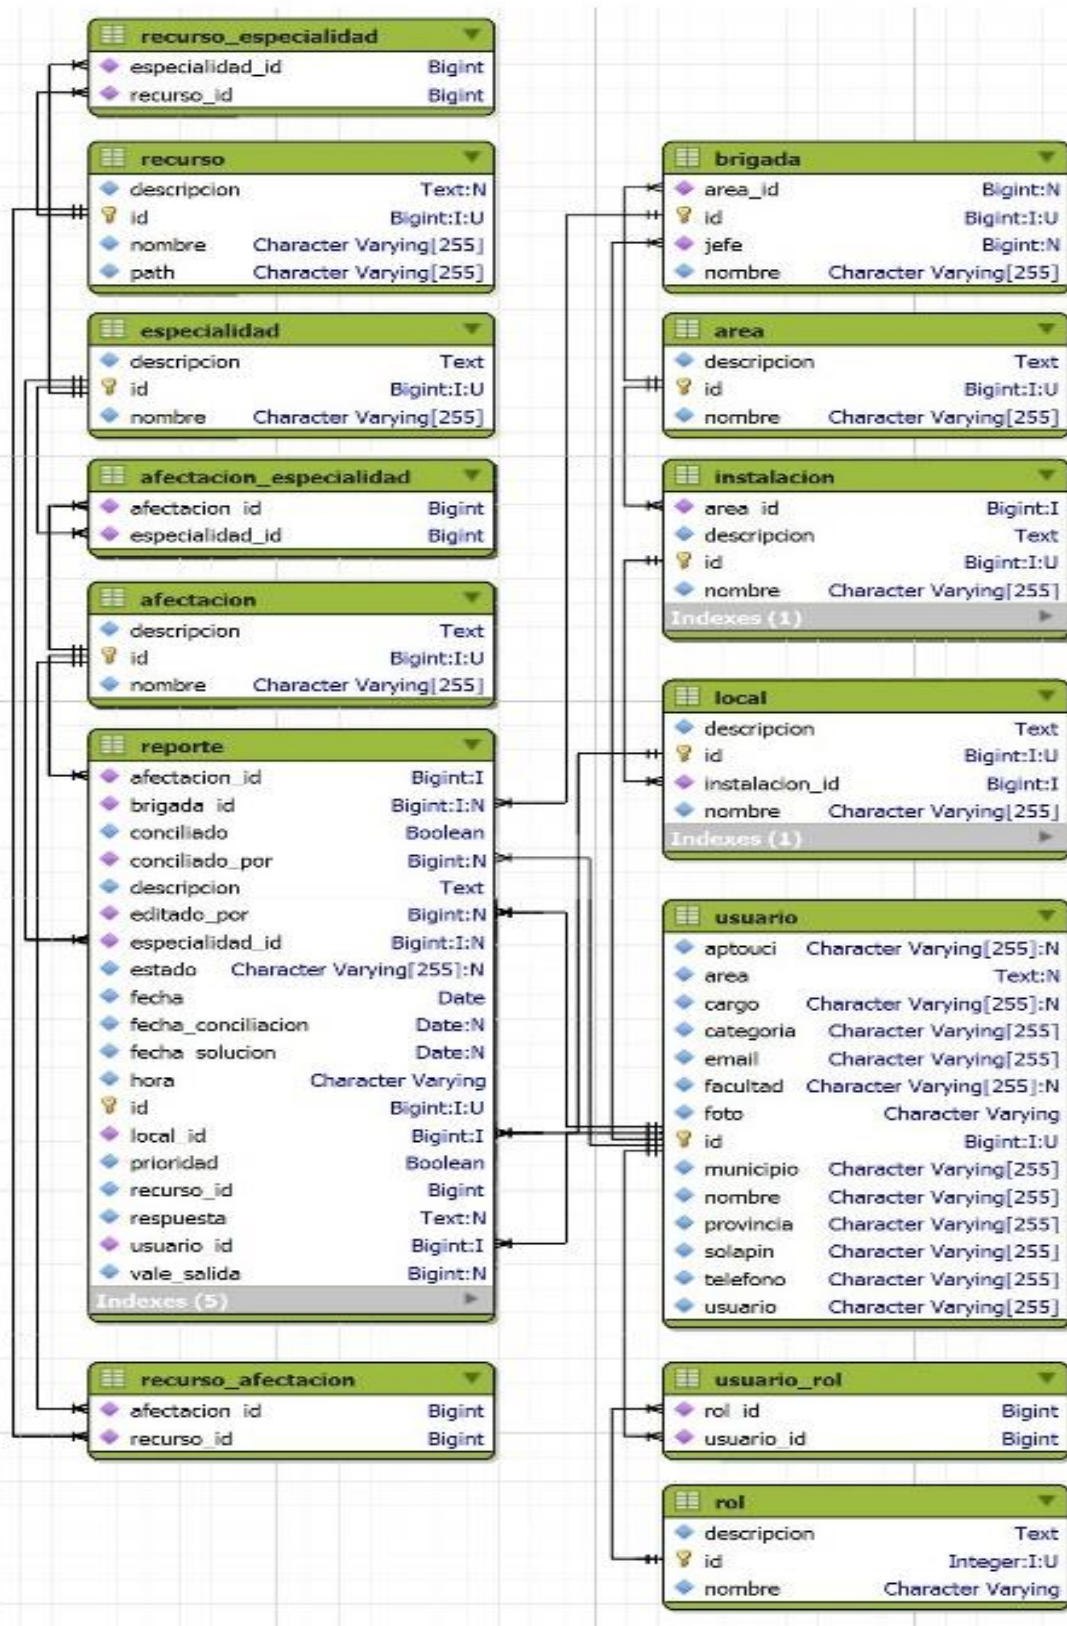 recurso_especialidad
especialidad_id Bigint
recurso_id Bigint
recurso
descripcion Text:N
id Bigint:I:U
nombre Character Varying[255]
path Character Varying[255]
especialidad
descripcion Text
id Bigint:I:U
nombre Character Varying[255]
afectacion_especialidad
afectacion_id Bigint
especialidad_id Bigint
afectacion
descripcion Text
id Bigint:I:U
nombre Character Varying[255]
reporte
afectacion_id Bigint:I
brigada_id Bigint:I:N
conciliado Boolean
conciliado_por Bigint:N
descripcion Text
editado_por Bigint:N
especialidad_id Bigint:I:N
estado Character Varying[255]:N
fecha Date
fecha_conciliacion Date:N
fecha_solucion Date:N
hora Character Varying
id Bigint:I:U
local_id Bigint:I
prioridad Boolean
recurso_id Bigint
respuesta Text:N
usuario_id Bigint:I
vale_salida Bigint:N
Indexes (5)
recurso_afectacion
afectacion_id Bigint
recurso_id Bigint
brigada
area_id Bigint:N
id Bigint:I:U
jefe Bigint:N
nombre Character Varying[255]
area
descripcion Text
id Bigint:I:U
nombre Character Varying[255]
instalacion
area_id Bigint:I
descripcion Text
id Bigint:I:U
nombre Character Varying[255]
Indexes (1)
local
descripcion Text
id Bigint:I:U
instalacion_id Bigint:I
nombre Character Varying[255]
Indexes (1)
usuario
aptouci Character Varying[255]:N
area Text:N
cargo Character Varying[255]:N
categoria Character Varying[255]
email Character Varying[255]
facultad Character Varying[255]:N
foto Character Varying
id Bigint:I:U
municipio Character Varying[255]
nombre Character Varying[255]
provincia Character Varying[255]
solapin Character Varying[255]
telefono Character Varying[255]
usuario Character Varying[255]
usuario_rol
rol_id Bigint
usuario_id Bigint
rol
descripcion Text
id Integer:I:U
nombre Character Varying